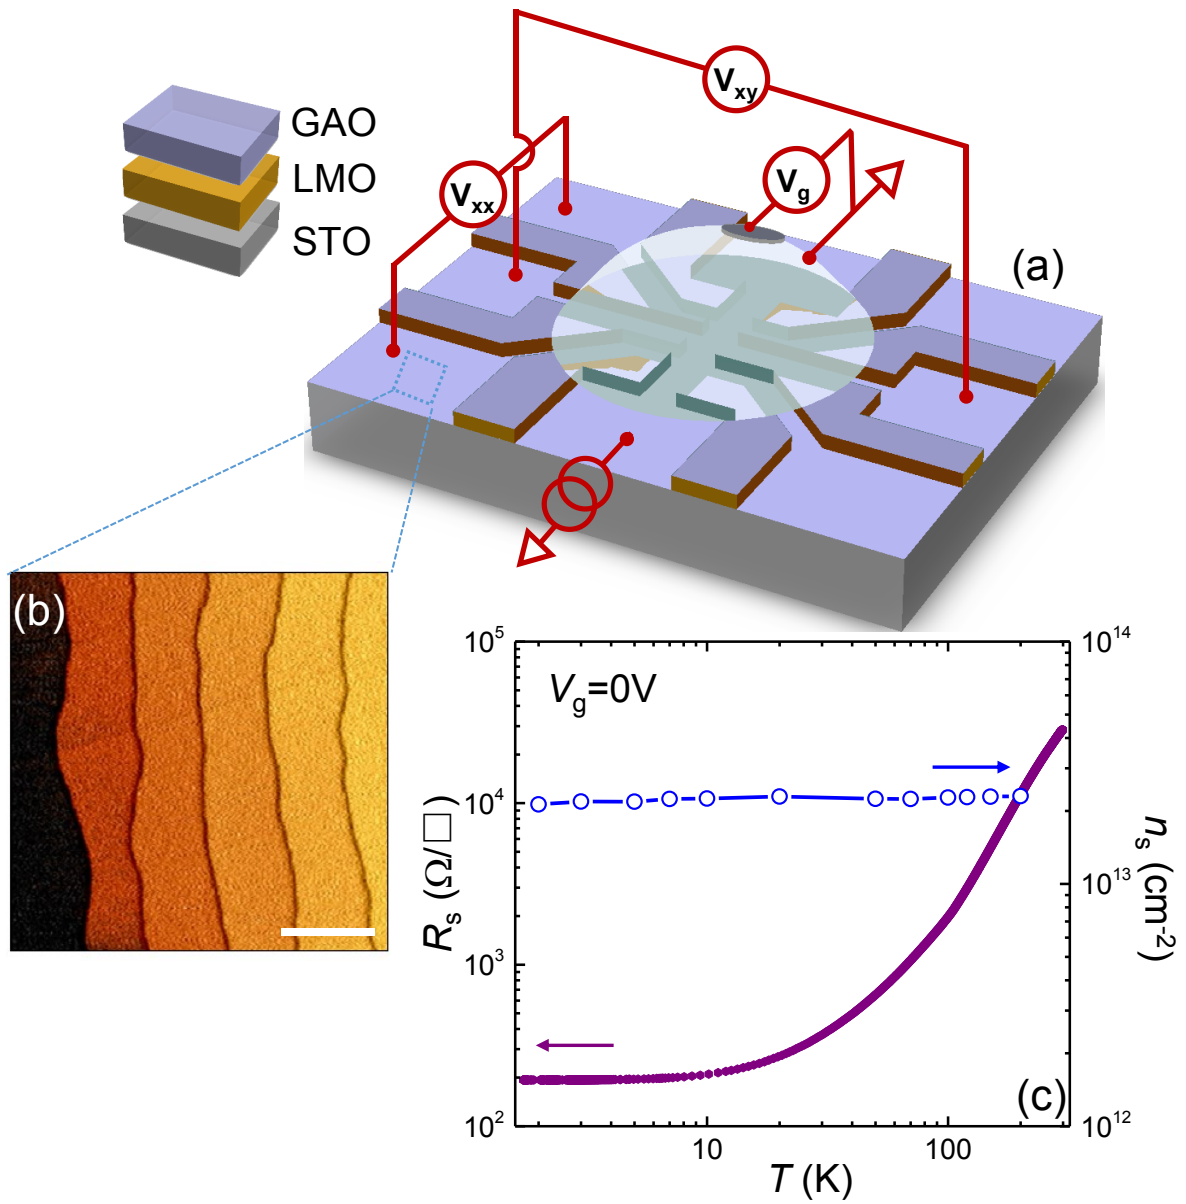 GAO
LMO
STO
Vxy
Vxx
Vg
(a)
(b)
Vg=0V
10⁵
10⁴
10³
10²
Rs (Ω/□)
10¹⁴
10¹³
10¹²
ns (cm⁻²)
(c)
10
100
T (K)